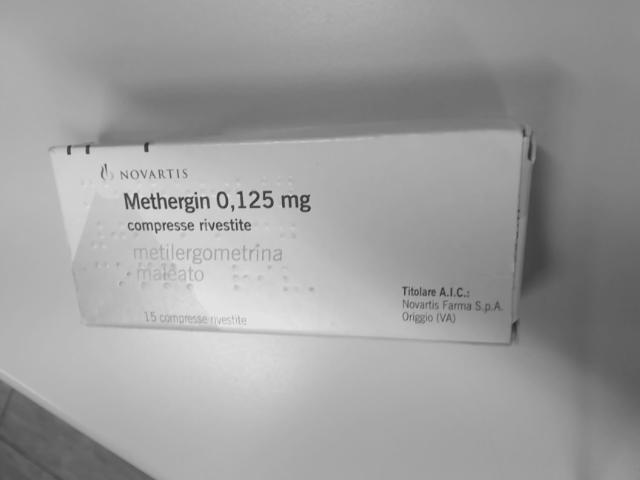 NOVARTIS
Methergin 0,125 mg
compresse rivestite
metilergometrina
maleato
15 compresse rivestite
Titolare A.I.C.:
Novartis Farma S.p.A.
Origgio (VA)